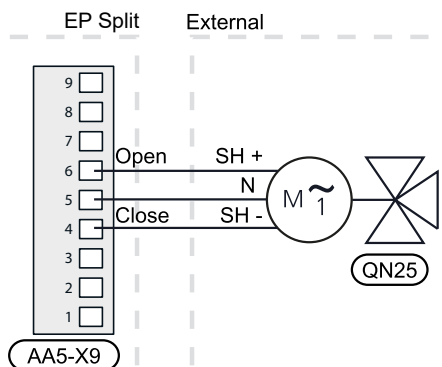 EP Split External
9
8
7
6 Open SH +
5 N
4 Close SH -
3
2
1
M ~ 1
QN25
AA5-X9